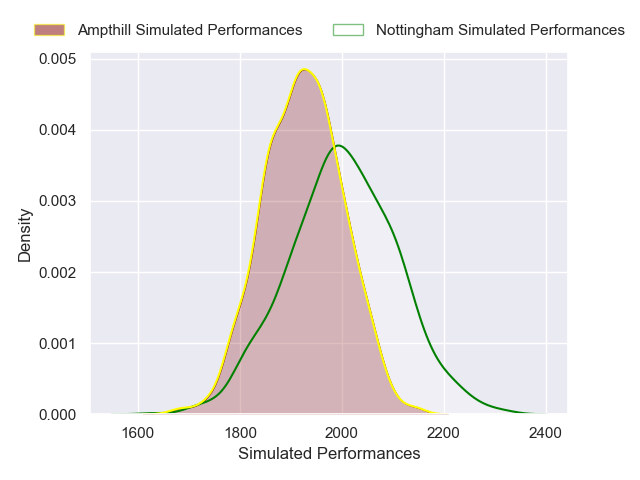 Ampthill Simulated Performances Nottingham Simulated Performances
0.005
0.004
0.003
0.002
0.001
0.000
Density
1600 1800 2000 2200 2400
Simulated Performances